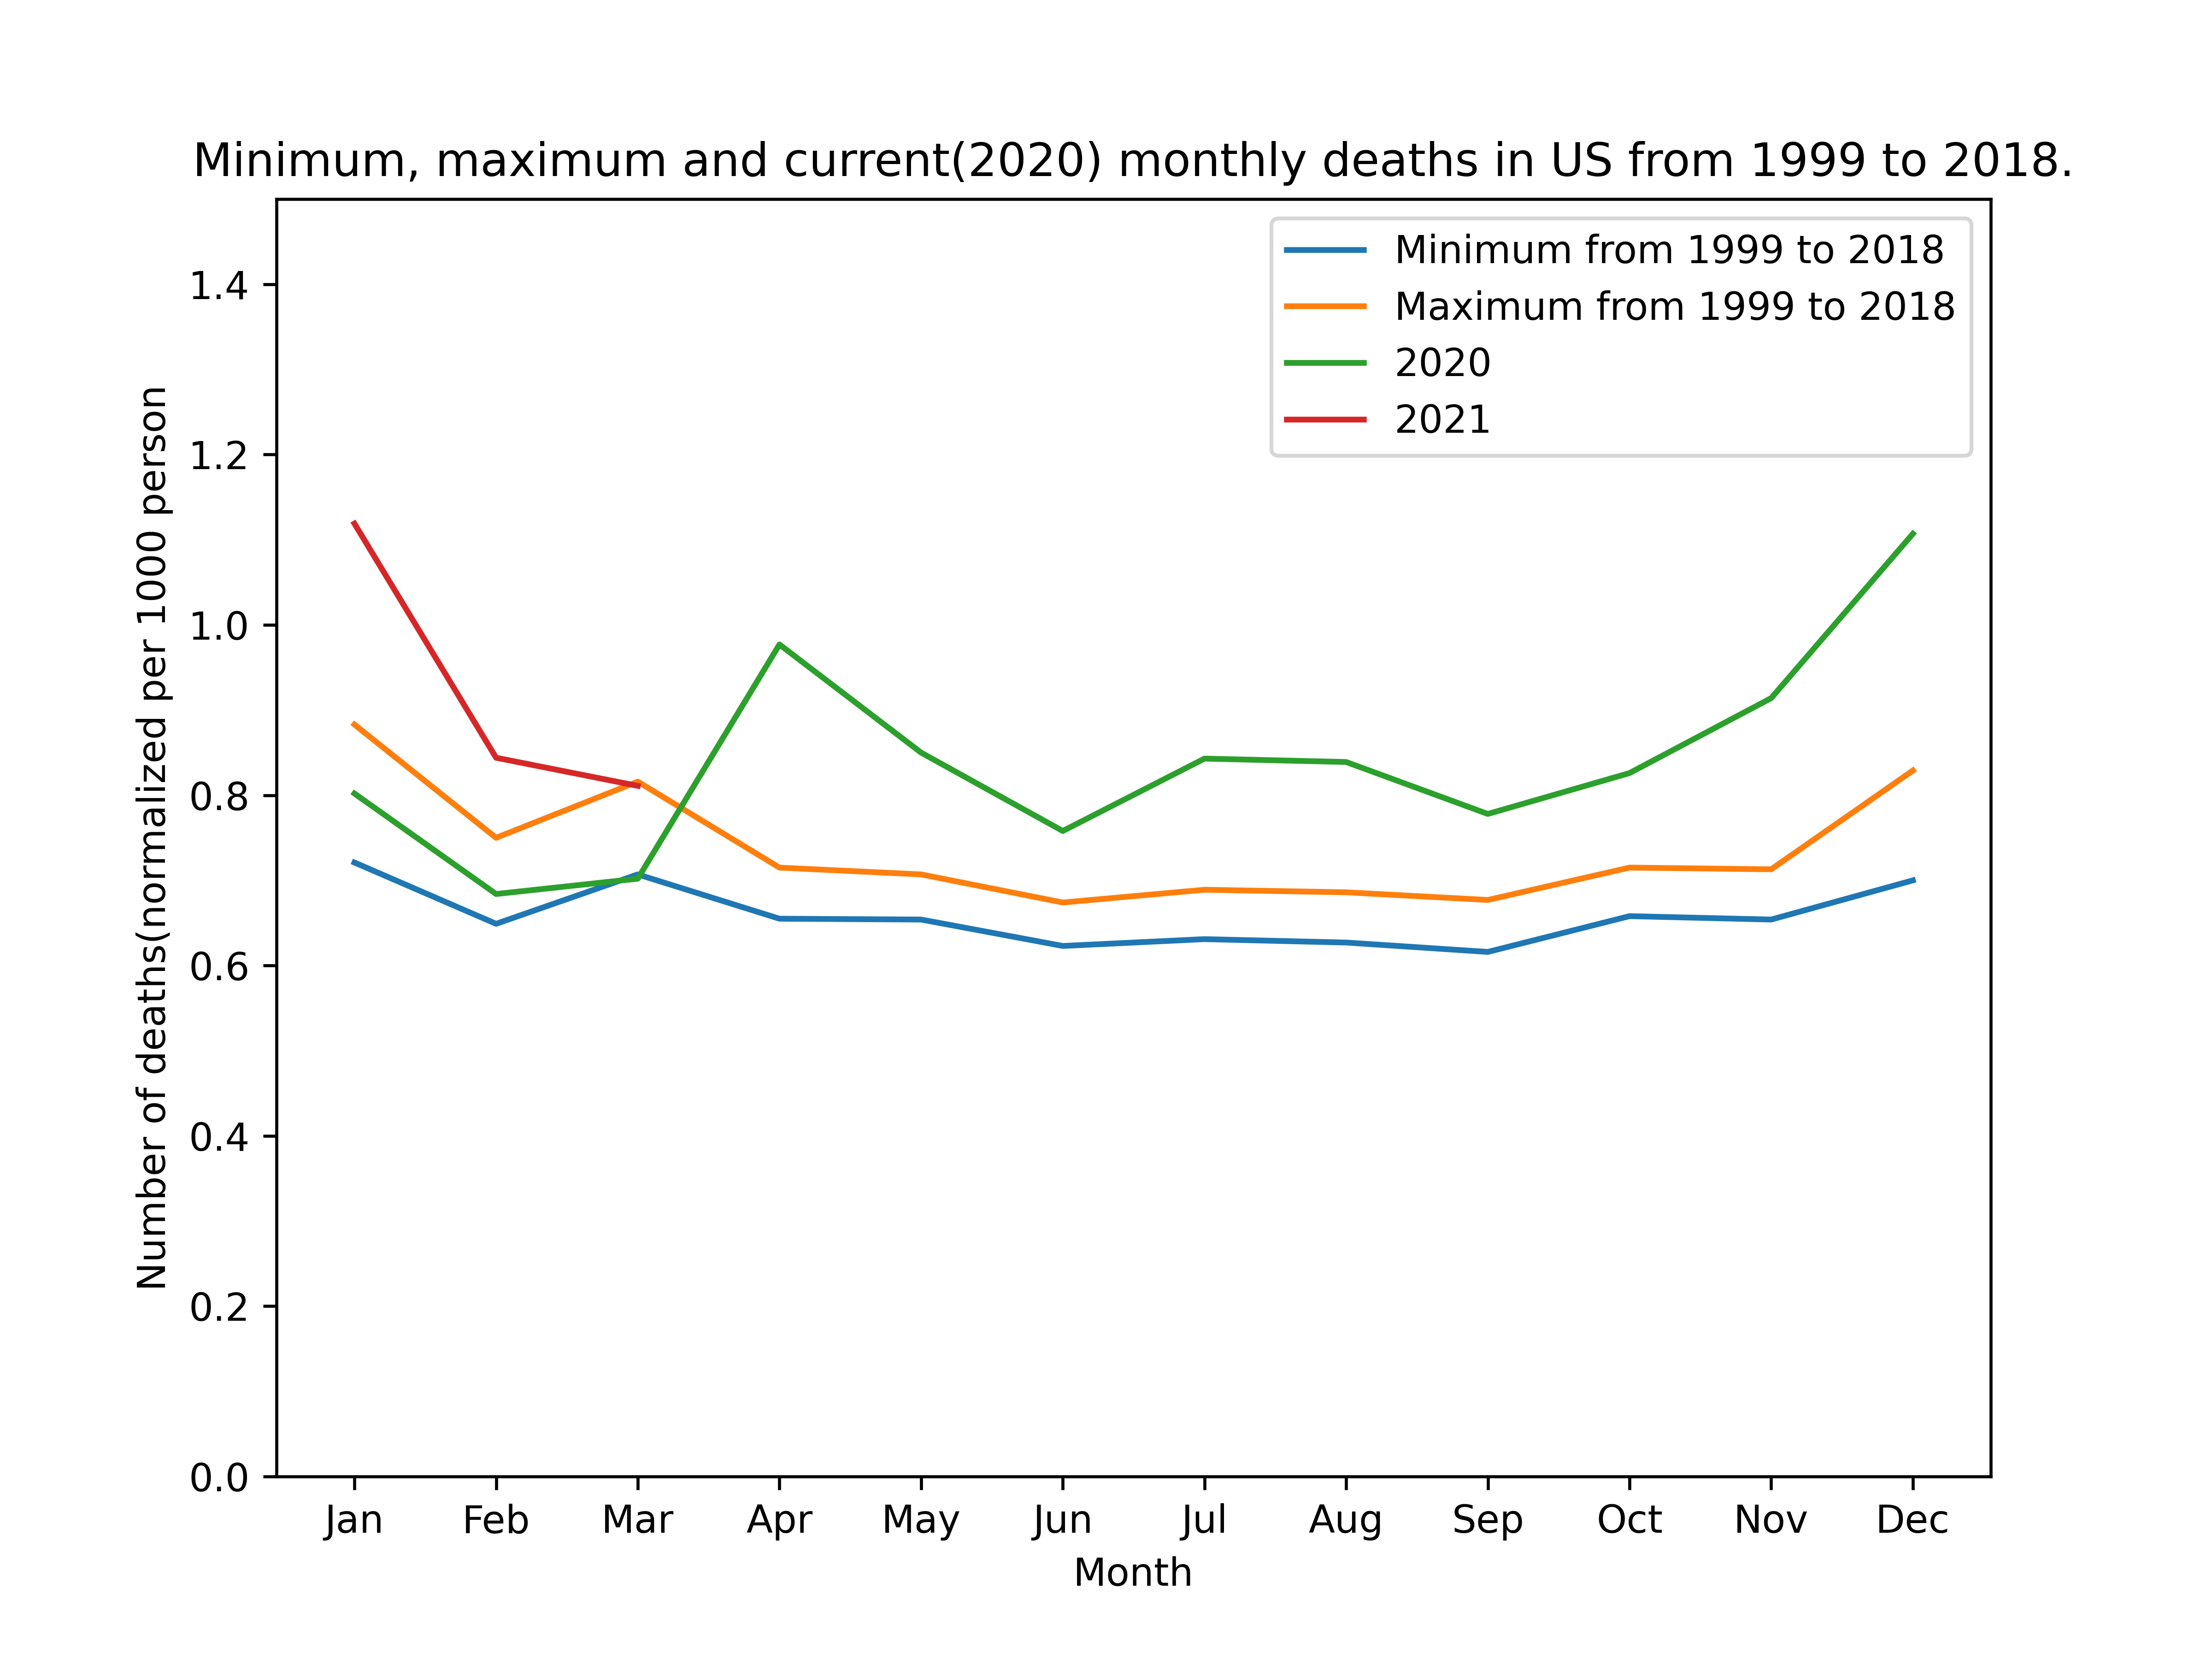 Minimum, maximum and current(2020) monthly deaths in US from 1999 to 2018.
Minimum from 1999 to 2018
Maximum from 1999 to 2018
2020
2021
Number of deaths(normalized per 1000 person
1.4
1.2
1.0
0.8
0.6
0.4
0.2
0.0
Jan Feb Mar Apr May Jun Jul Aug Sep Oct Nov Dec
Month